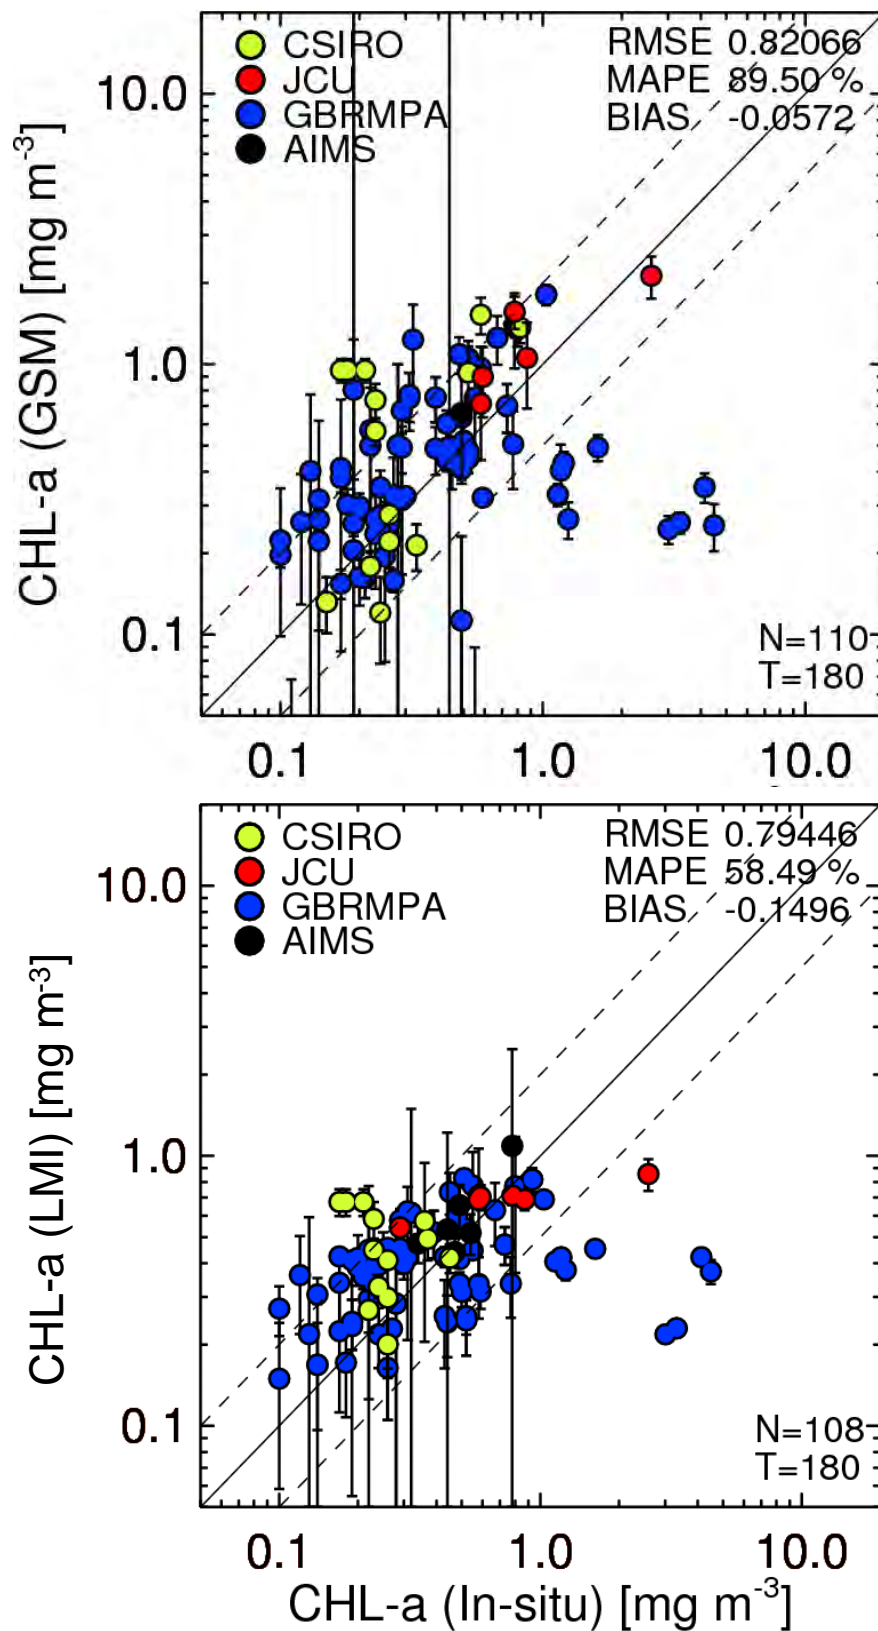 CSIRO
JCU
GBRMPA
AIMS
RMSE 0.82066
MAPE 89.50 %
BIAS -0.0572
CHL-a (GSM) [mg m-3]
10.0
1.0
0.1
N=110
T=180
0.1 1.0 10.0
CSIRO
JCU
GBRMPA
AIMS
RMSE 0.79446
MAPE 58.49 %
BIAS -0.1496
CHL-a (LMI) [mg m-3]
10.0
1.0
0.1
N=108
T=180
0.1 1.0 10.0
CHL-a (In-situ) [mg m-3]